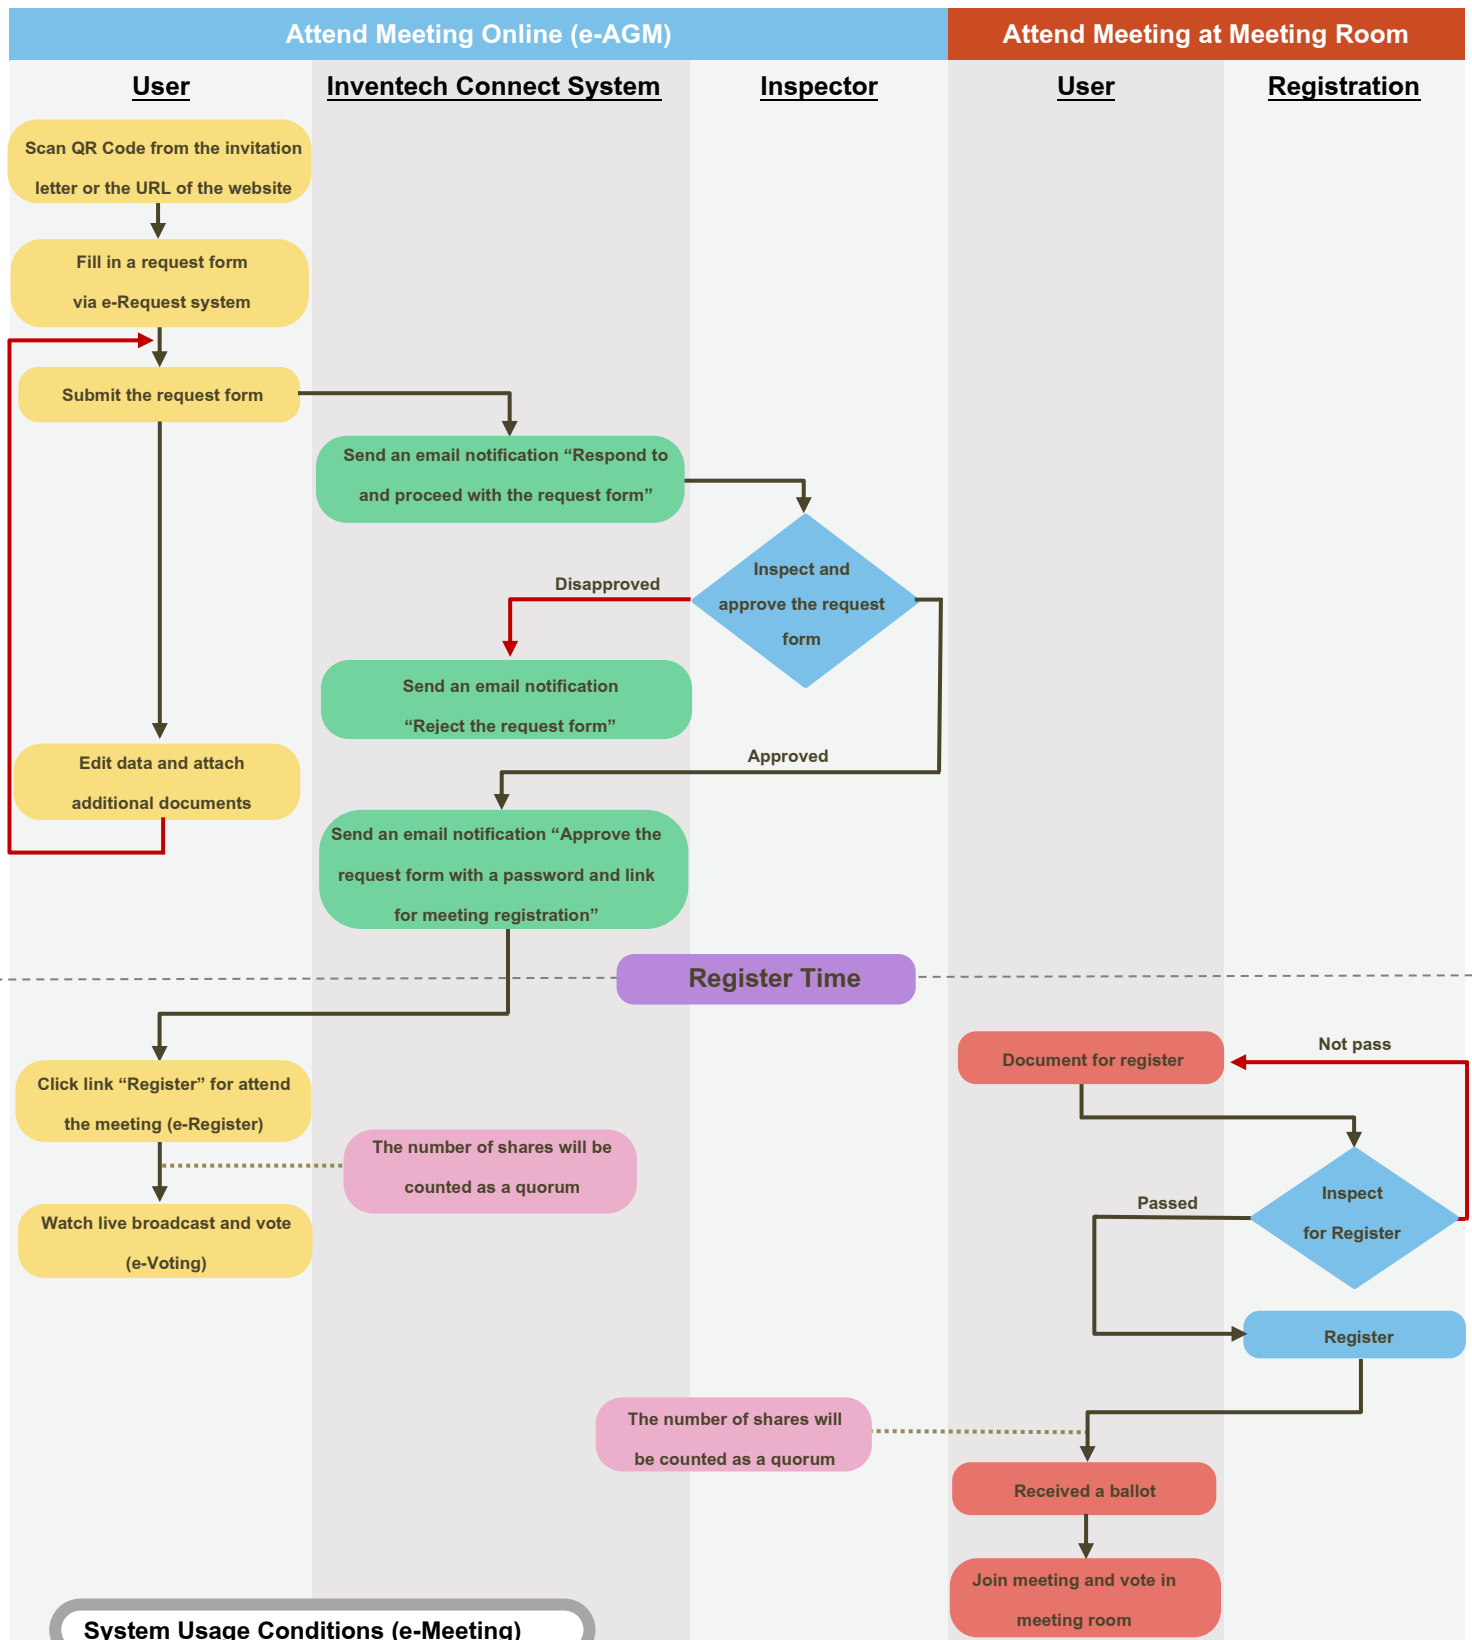 Attend Meeting Online (e-AGM)
Attend Meeting at Meeting Room
User
Inventech Connect System
Inspector
User
Registration
Scan QR Code from the invitation
letter or the URL of the website
Fill in a request form
via e-Request system
Submit the request form
Send an email notification “Respond to
and proceed with the request form”
Inspect and
approve the request
form
Disapproved
Send an email notification
“Reject the request form”
Approved
Edit data and attach
additional documents
Send an email notification “Approve the
request form with a password and link
for meeting registration”
Register Time
Click link “Register” for attend
the meeting (e-Register)
The number of shares will be
counted as a quorum
Watch live broadcast and vote
(e-Voting)
Document for register
Not pass
Inspect
for Register
Passed
Register
The number of shares will
be counted as a quorum
Received a ballot
Join meeting and vote in
meeting room
System Usage Conditions (e-Meeting)